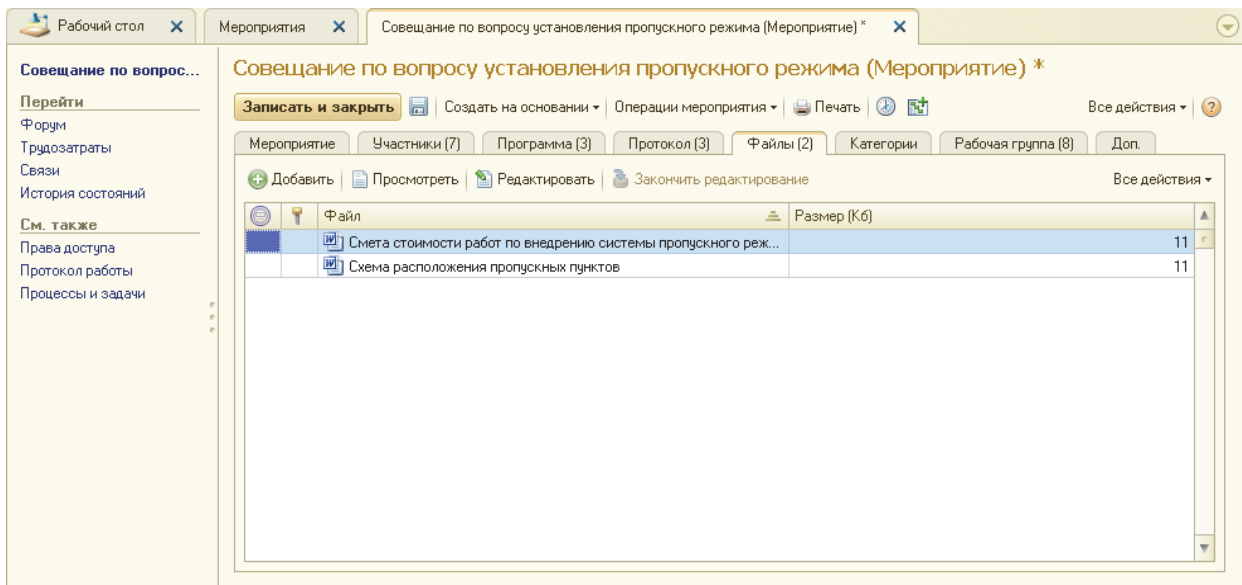 Рабочий стол Мероприятия Совещание по вопросу установления пропускного режима (Мероприятие) *
Совещание по вопрос...
Перейти
Форум
Трудозатраты
Связи
История состояний
См. также
Права доступа
Протокол работы
Процессы и задачи
Совещание по вопросу установления пропускного режима (Мероприятие) *
Записать и закрыть Создать на основании Операции мероприятия Печать Все действия ?
Мероприятие Участники (7) Программа (3) Протокол (3) Файлы (2) Категории Рабочая группа (8) Доп.
Добавить Просмотреть Редактировать Закончить редактирование Все действия
Файл Размер (Кб)
Смета стоимости работ по внедрению системы пропускного реж... 11
Схема расположения пропускных пунктов 11